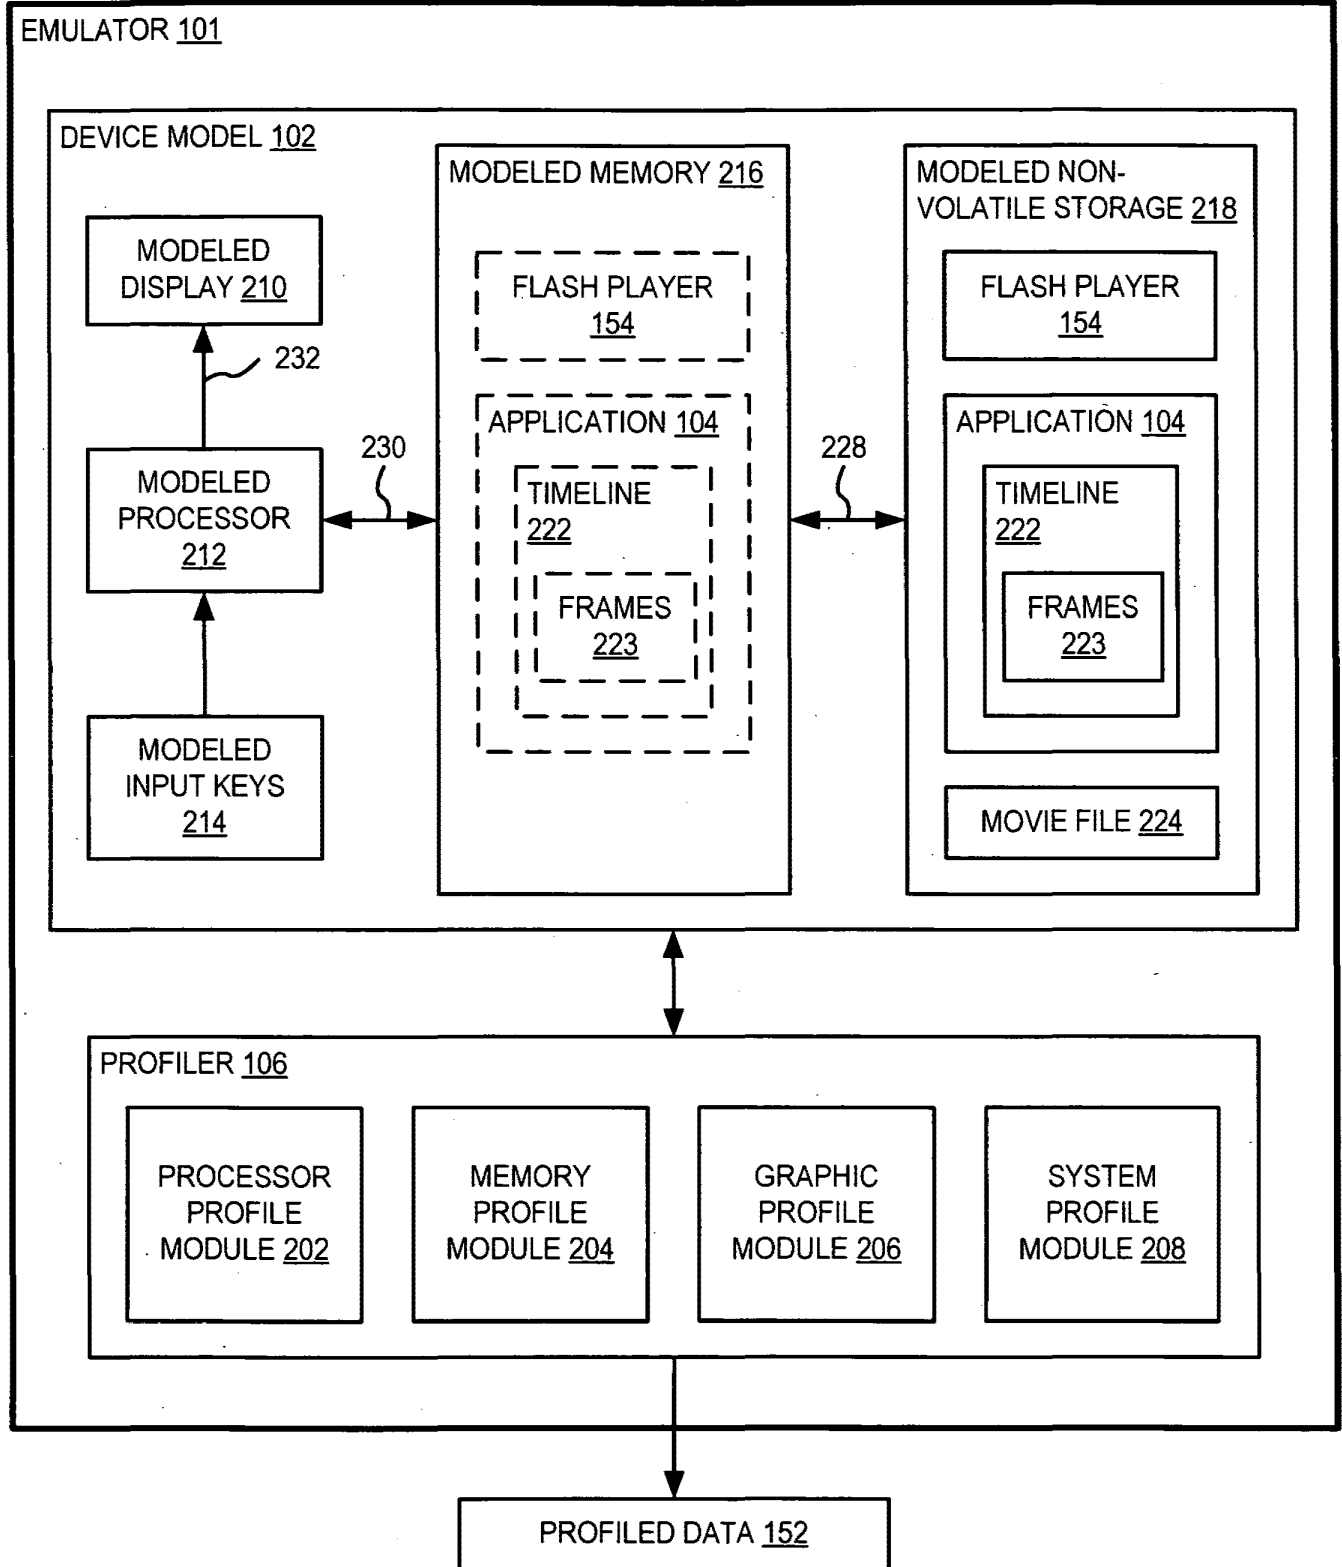 EMULATOR 101
DEVICE MODEL 102
MODELED
DISPLAY 210
232
MODELED
PROCESSOR
212
230
MODELED
INPUT KEYS
214
MODELED MEMORY 216
FLASH PLAYER
154
APPLICATION 104
TIMELINE
222
FRAMES
223
228
MODELED NON-
VOLATILE STORAGE 218
FLASH PLAYER
154
APPLICATION 104
TIMELINE
222
FRAMES
223
MOVIE FILE 224
PROFILER 106
PROCESSOR
PROFILE
MODULE 202
MEMORY
PROFILE
MODULE 204
GRAPHIC
PROFILE
MODULE 206
SYSTEM
PROFILE
MODULE 208
PROFILED DATA 152